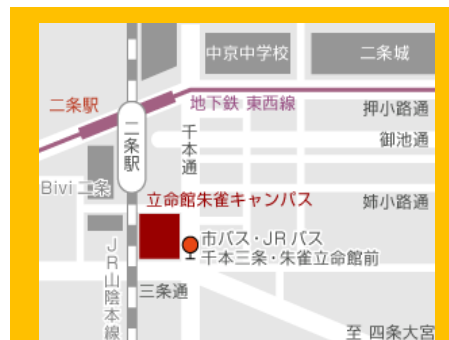 中京中学校
二条城
二条駅
地下鉄 東西線
押小路通
二条駅
千本通
御池通
Bivi 二条
立命館朱雀キャンパス
姉小路通
市バス・JRバス
千本三条・朱雀立命館前
JR山陰本線
三条通
至 四条大宮